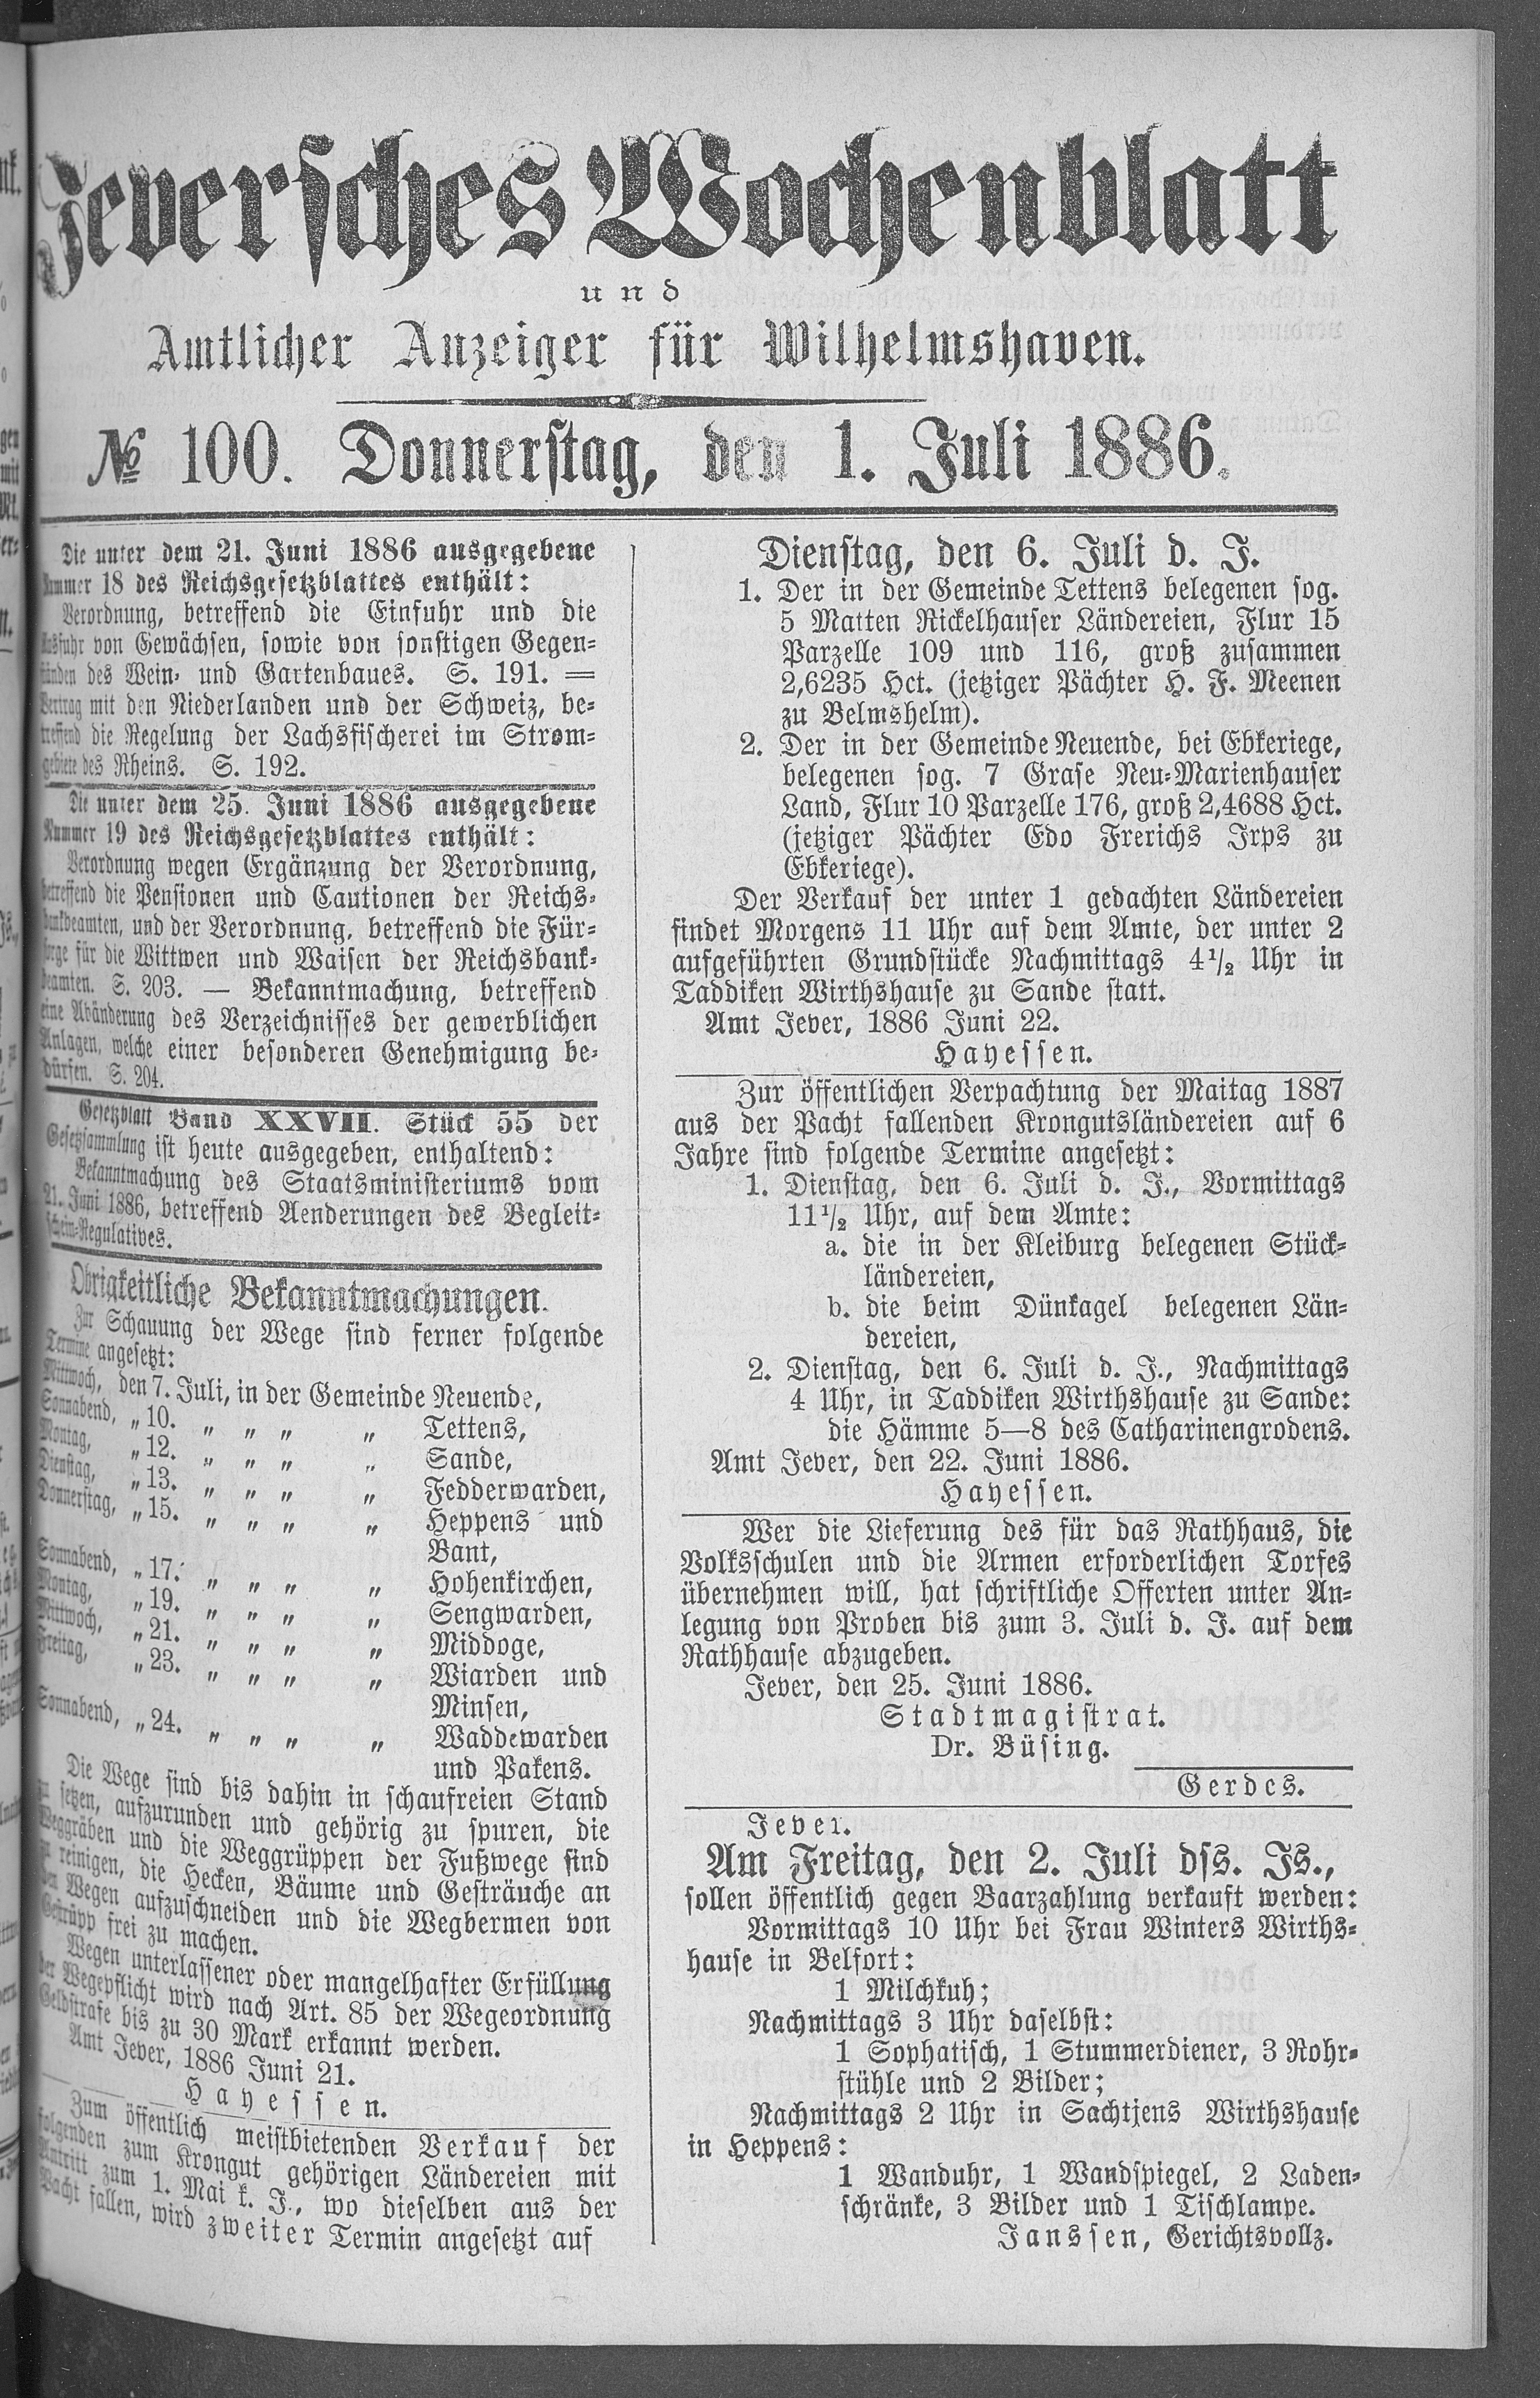 Jeversches Wochenblatt
und
Amtlicher Anzeiger für Wilhelmshaven.
№ 100. Donnerstag, den 1. Juli 1886.
Die unter dem 21. Juni 1886 ausgegebene
Nummer 18 des Reichsgesetzblattes enthält:
Verordnung, betreffend die Einfuhr und die
Ausfuhr von Gewächsen, sowie von sonstigen Gegen-
ständen des Wein- und Gartenbaues. S. 191. =
Vertrag mit den Niederlanden und der Schweiz, be-
treffend die Regelung der Lachsfischerei im Strom-
gebiete des Rheins. S. 192.
Die unter dem 25. Juni 1886 ausgegebene
Nummer 19 des Reichsgesetzblattes enthält:
Verordnung wegen Ergänzung der Verordnung,
betreffend die Pensionen und Cautionen der Reichs-
bankbeamten, und der Verordnung, betreffend die Für-
sorge für die Wittwen und Waisen der Reichsbank-
beamten. S. 203. — Bekanntmachung, betreffend
eine Abänderung des Verzeichnisses der gewerblichen
Anlagen, welche einer besonderen Genehmigung be-
dürfen. S. 204.
Gesetzblatt Band XXVII. Stück 55 der
Gesetzsammlung ist heute ausgegeben, enthaltend:
Bekanntmachung des Staatsministeriums vom
21. Juni 1886, betreffend Aenderungen des Begleit-
schein-Regulatives.
Obrigkeitliche Bekanntmachungen.
Zur Schauung der Wege sind ferner folgende
Termine angesetzt:
Mittwoch, den 7. Juli, in der Gemeinde Neuende,
Sonnabend, „ 10. „ „ „ „ Tettens,
Montag, „ 12. „ „ „ „ Sande,
Dienstag, „ 13. „ „ „ „ Fedderwarden,
Donnerstag, „ 15. „ „ „ „ Heppens und
Bant,
Sonnabend, „ 17. „ „ „ „ Hohenkirchen,
Montag, „ 19. „ „ „ „ Sengwarden,
Mittwoch, „ 21. „ „ „ „ Middoge,
Freitag, „ 23. „ „ „ „ Wiarden und
Minsen,
Sonnabend, „ 24. „ „ „ „ Waddewarden
und Pakens.
Die Wege sind bis dahin in schaufreien Stand
zu setzen, aufzurunden und gehörig zu spuren, die
Weggräben und die Weggrüppen der Fußwege sind
zu reinigen, die Hecken, Bäume und Gesträuche an
den Wegen aufzuschneiden und die Wegbermen von
Gestrüpp frei zu machen.
Wegen unterlassener oder mangelhafter Erfüllung
der Wegepflicht wird nach Art. 85 der Wegeordnung
Geldstrafe bis zu 30 Mark erkannt werden.
Amt Jever, 1886 Juni 21.
Hayessen.
Zum öffentlich meistbietenden Verkauf der
folgenden zum Krongut gehörigen Ländereien mit
Antritt zum 1. Mai k. J., wo dieselben aus der
Pacht fallen, wird zweiter Termin angesetzt auf
Dienstag, den 6. Juli d. J.
1. Der in der Gemeinde Tettens belegenen sog.
5 Matten Rickelhauser Ländereien, Flur 15
Parzelle 109 und 116, groß zusammen
2,6235 Hct. (jetziger Pächter H. F. Meenen
zu Belmshelm).
2. Der in der Gemeinde Neuende, bei Ebkeriege,
belegenen sog. 7 Grase Neu-Marienhauser
Land, Flur 10 Parzelle 176, groß 2,4688 Hct.
(jetziger Pächter Edo Frerichs Irps zu
Ebkeriege).
Der Verkauf der unter 1 gedachten Ländereien
findet Morgens 11 Uhr auf dem Amte, der unter 2
aufgeführten Grundstücke Nachmittags 4½ Uhr in
Taddiken Wirthshause zu Sande statt.
Amt Jever, 1886 Juni 22.
Hayessen.
Zur öffentlichen Verpachtung der Maitag 1887
aus der Pacht fallenden Krongutsländereien auf 6
Jahre sind folgende Termine angesetzt:
1. Dienstag, den 6. Juli d. J., Vormittags
11½ Uhr, auf dem Amte:
a. die in der Kleiburg belegenen Stück-
ländereien,
b. die beim Dünkagel belegenen Län-
dereien,
2. Dienstag, den 6. Juli d. J., Nachmittags
4 Uhr, in Taddiken Wirthshause zu Sande:
die Hämme 5—8 des Catharinengrodens.
Amt Jever, den 22. Juni 1886.
Hayessen.
Wer die Lieferung des für das Rathhaus, die
Volksschulen und die Armen erforderlichen Torfes
übernehmen will, hat schriftliche Offerten unter An-
legung von Proben bis zum 3. Juli d. J. auf dem
Rathhause abzugeben.
Jever, den 25. Juni 1886.
Stadtmagistrat.
Dr. Büsing.
Gerdes.
Jever.
Am Freitag, den 2. Juli dss. Js.,
sollen öffentlich gegen Baarzahlung verkauft werden:
Vormittags 10 Uhr bei Frau Winters Wirths-
hause in Belfort:
1 Milchkuh;
Nachmittags 3 Uhr daselbst:
1 Sophatisch, 1 Stummerdiener, 3 Rohr-
stühle und 2 Bilder;
Nachmittags 2 Uhr in Sachtjens Wirthshause
in Heppens:
1 Wanduhr, 1 Wandspiegel, 2 Laden-
schränke, 3 Bilder und 1 Tischlampe.
Janssen, Gerichtsvollz.